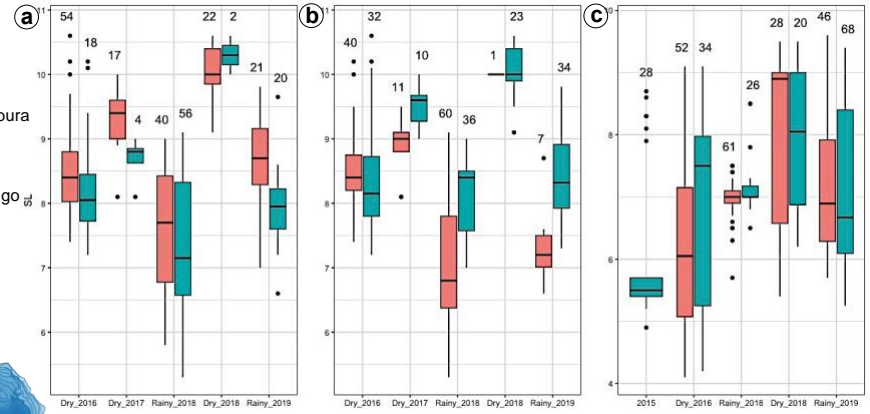 a
11
54
22
2
18
17
21
20
10
40
56
4
9
8
7
6
SL
oura
go
Dry_2016
Dry_2017
Rainy_2018
Dry_2018
Rainy_2019
b
11
32
23
40
1
10
11
34
60
36
7
10
9
8
7
6
Dry_2016
Dry_2017
Rainy_2018
Dry_2018
Rainy_2019
c
10
28
20
46
68
52
34
28
26
61
8
6
4
2015
Dry_2016
Rainy_2018
Dry_2018
Rainy_2019